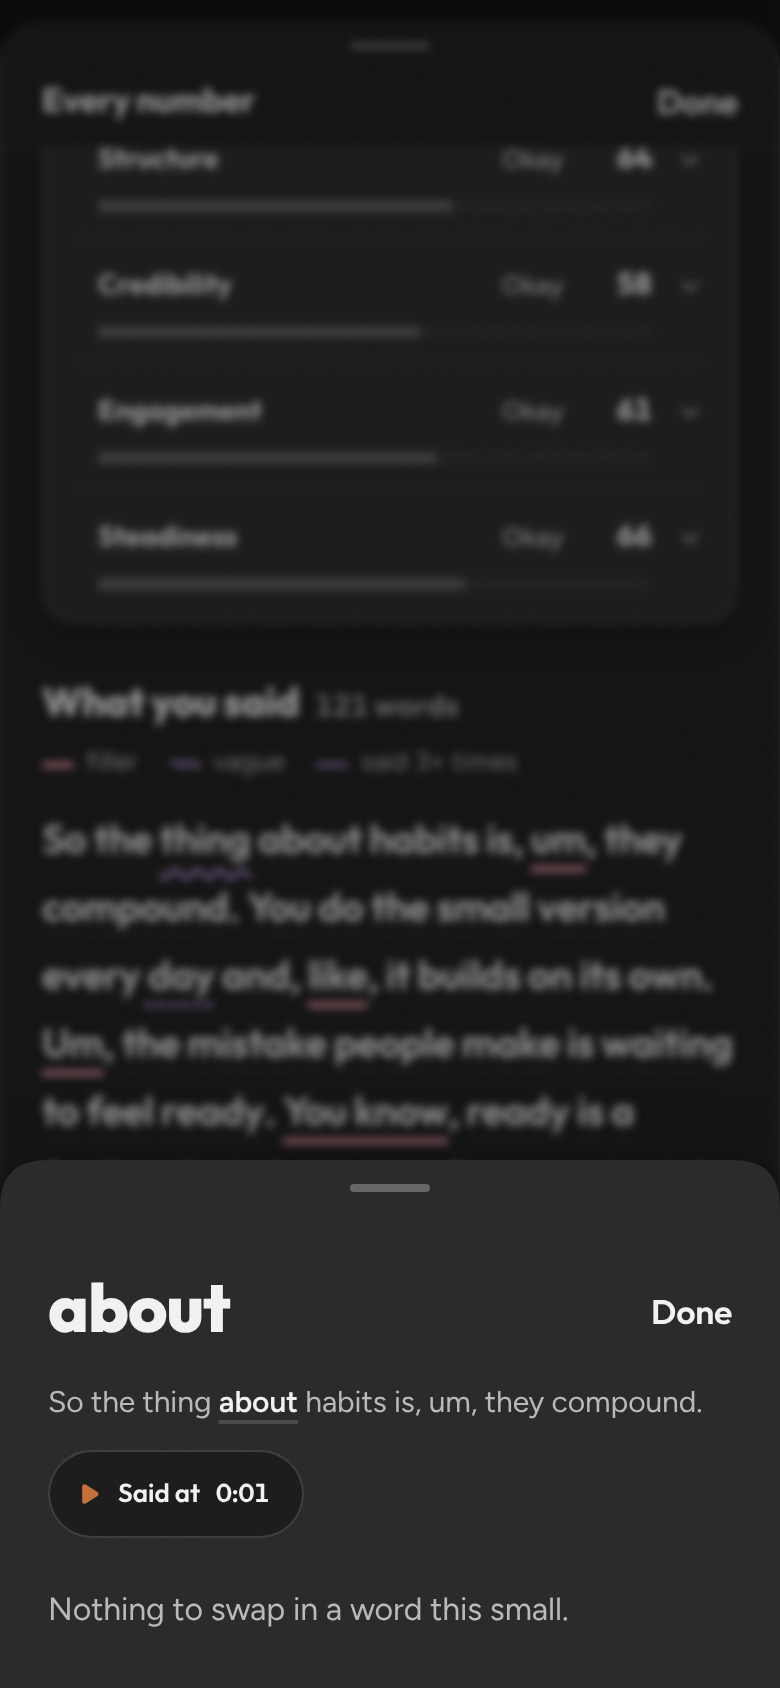 Every number
Done
Structure Okay 64
Credibility Okay 58
Engagement Okay 61
Steadiness Okay 66
What you said 121 words
filler vague said 3+ times
So the thing about habits is, um, they
compound. You do the small version
every day and, like, it builds on its own.
Um, the mistake people make is waiting
to feel ready. You know, ready is a
about
Done
So the thing about habits is, um, they compound.
Said at 0:01
Nothing to swap in a word this small.